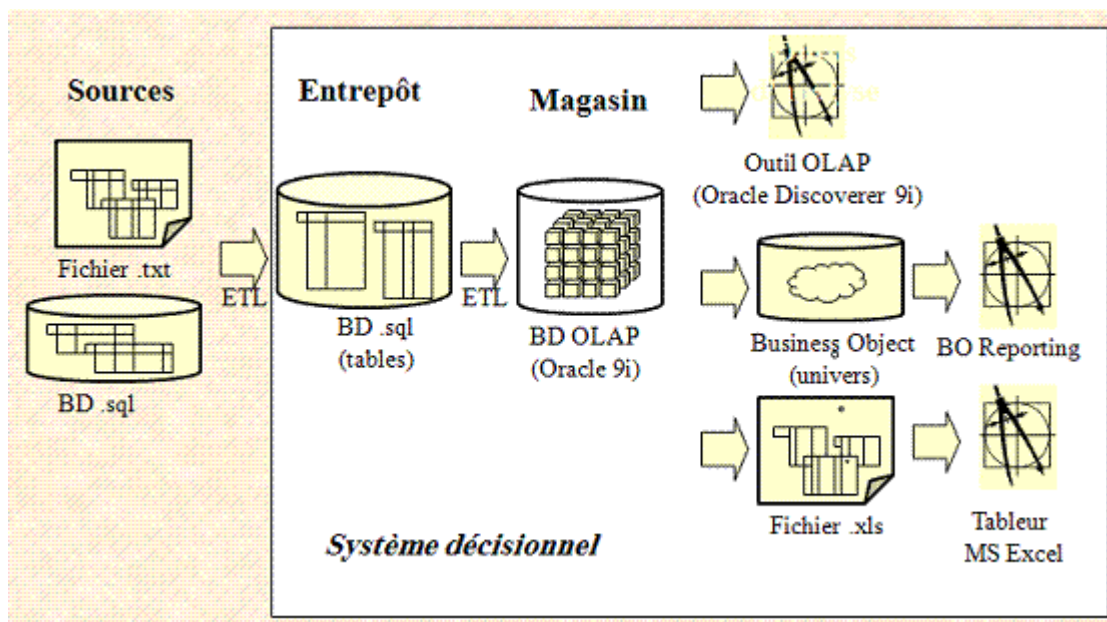 Sources
Entrepôt
Magasin
Fichier .txt
BD .sql
ETL
BD .sql
(tables)
ETL
BD OLAP
(Oracle 9i)
Outil OLAP
(Oracle Discoverer 9i)
Business Object
(univers)
BO Reporting
Fichier .xls
Tableur
MS Excel
Système décisionnel